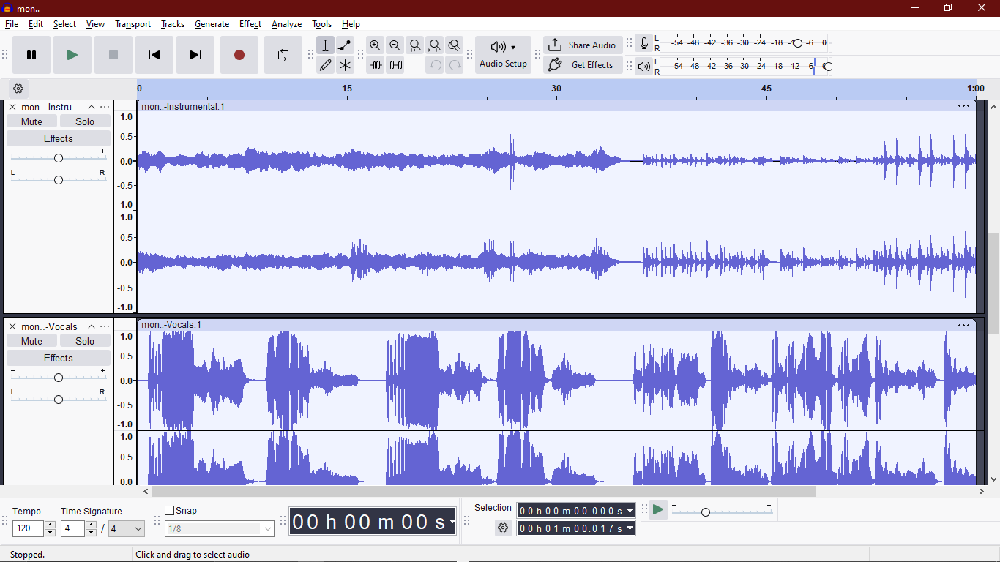 mon..
File Edit Select View Transport Tracks Generate Effect Analyze Tools Help
Audio Setup
Share Audio
Get Effects
L
R
-54 -48 -42 -36 -30 -24 -18 -12 -6 0
L
R
-54 -48 -42 -36 -30 -24 -18 -12 -6 0
0 15 30 45 1:00
mon..-Instru...
Mute Solo
Effects
- +
L R
mon..-Instrumental.1
1.0
0.5
0.0
-0.5
-1.0
1.0
0.5
0.0
-0.5
-1.0
mon..-Vocals
Mute Solo
Effects
- +
L R
mon..-Vocals.1
1.0
0.5
0.0
-0.5
-1.0
1.0
0.5
0.0
Tempo
120
Time Signature
4 / 4
Snap
1/8
00 h 00 m 00 s
Selection
00 h 00 m 00.000 s
00 h 01 m 00.017 s
- +
Stopped.
Click and drag to select audio